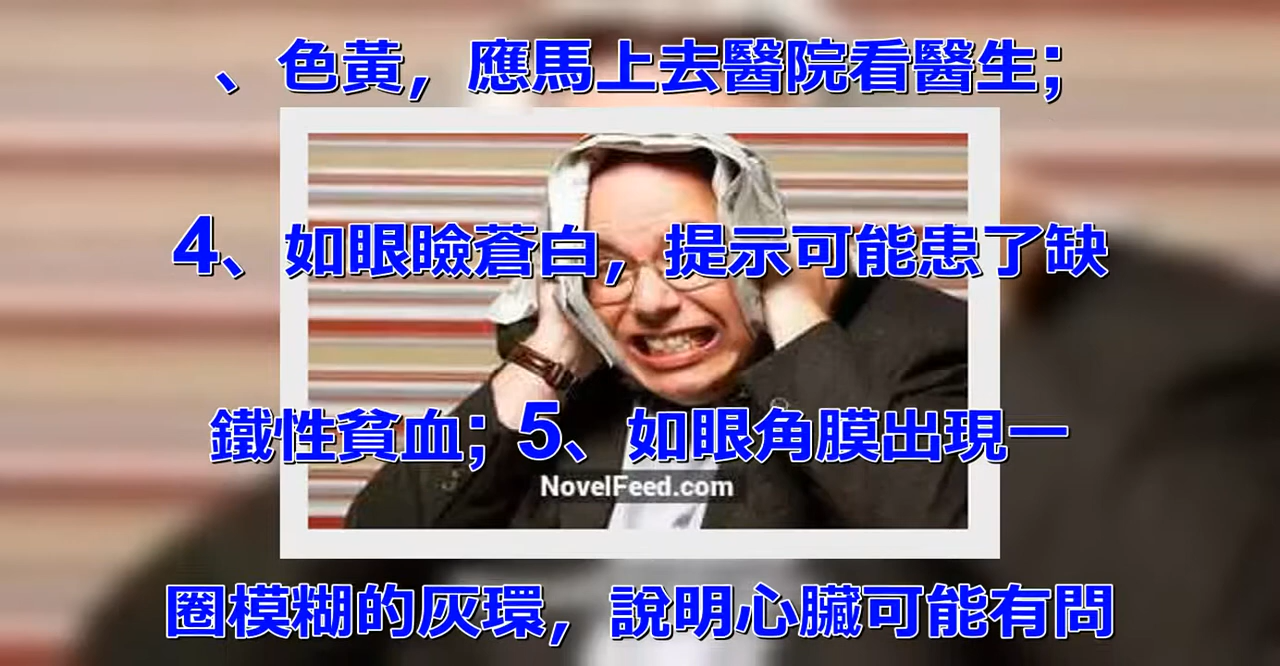 、色黃，應馬上去醫院看醫生；
4、如眼瞼蒼白，提示可能患了缺
鐵性貧血；5、如眼角膜出現一
NovelFeed.com
圈模糊的灰環，說明心臟可能有問